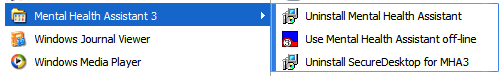 Mental Health Assistant 3
Windows Journal Viewer
Windows Media Player
Uninstall Mental Health Assistant
Use Mental Health Assistant off-line
Uninstall SecureDesktop for MHA3